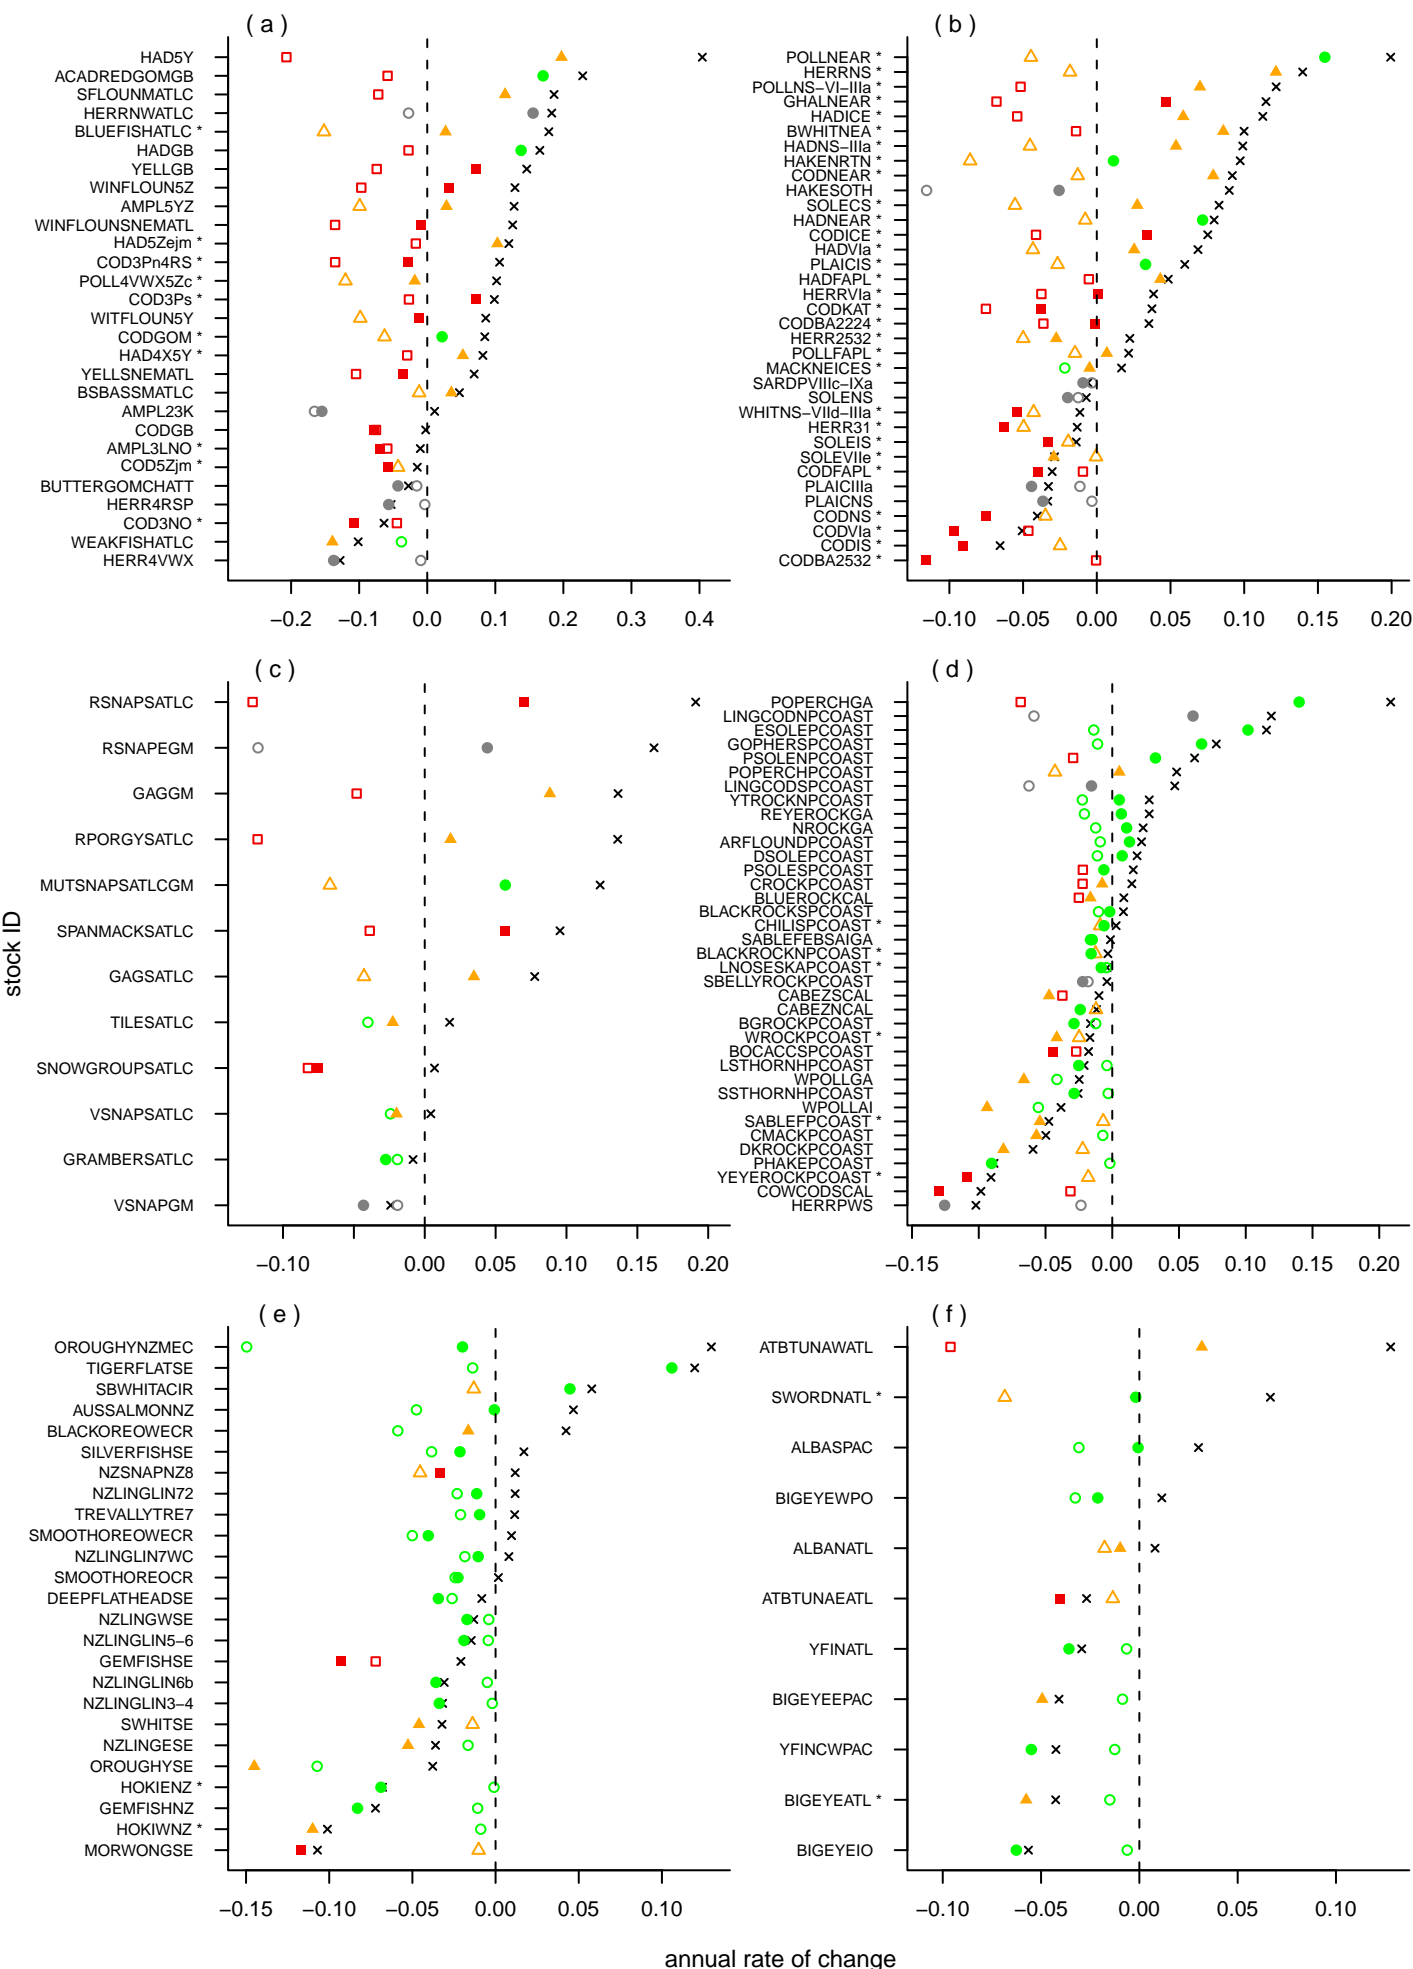 ( a )
HAD5Y
ACADREDGOMGB
SFLOUNMATLC
HERRNWATLC
BLUEFISHATLC *
HADGB
YELLGB
WINFLOUN5Z
AMPL5YZ
WINFLOUNSNEMATL
HAD5Zejm *
COD3Pn4RS *
POLL4VWX5Zc *
COD3Ps *
WITFLOUN5Y
CODGOM *
HAD4X5Y *
YELLSNEMATL
BSBASSMATLC
AMPL23K
CODGB
AMPL3LNO *
COD5Zjm *
BUTTERGOMCHATT
HERR4RSP
COD3NO *
WEAKFISHATLC
HERR4VWX
−0.2 −0.1 0.0 0.1 0.2 0.3 0.4
( b )
POLLNEAR *
HERRNS *
POLLNS−VI−IIIa *
GHALNEAR *
HADICE *
BWHITNEA *
HADNS−IIIa *
HAKENRTN *
CODNEAR *
HAKESOTH
SOLECS *
HADNEAR *
CODICE *
HADVIa *
PLAICIS *
HADFAPL *
HERRVIa *
CODKAT *
CODBA2224 *
HERR2532 *
POLLFAPL *
MACKNEICES *
SARDPVIIIc−IXa
SOLENS
WHITNS−VIId−IIIa *
HERR31 *
SOLEIS *
SOLEVIIe *
CODFAPL *
PLAICIIIa
PLAICNS
CODNS *
CODVIa *
CODIS *
CODBA2532 *
−0.10 −0.05 0.00 0.05 0.10 0.15 0.20
( c )
RSNAPSATLC
RSNAPEGM
GAGGM
RPORGYSATLC
MUTSNAPSATLCGM
SPANMACKSATLC
GAGSATLC
TILESATLC
SNOWGROUPSATLC
VSNAPSATLC
GRAMBERSATLC
VSNAPGM
−0.10 0.00 0.05 0.10 0.15 0.20
( d )
POPERCHGA
LINGCODNPCOAST
ESOLEPCOAST
GOPHERSPCOAST
PSOLENPCOAST
POPERCHPCOAST
LINGCODSPCOAST
YTROCKNPCOAST
REYEROCKGA
NROCKGA
ARFLOUNDPCOAST
DSOLEPCOAST
PSOLESPCOAST
CROCKPCOAST
BLUEROCKCAL
BLACKROCKSPCOAST
CHILISPCOAST *
SABLEFEBSAIGA
BLACKROCKNPCOAST *
LNOSESKAPCOAST *
SBELLYROCKPCOAST
CABEZSCAL
CABEZNCAL
BGROCKPCOAST
WROCKPCOAST *
BOCACCSPCOAST
LSTHORNHPCOAST
WPOLLGA
SSTHORNHPCOAST
WPOLLAI
SABLEFPCOAST *
CMACKPCOAST
DKROCKPCOAST
PHAKEPCOAST
YEYEROCKPCOAST *
COWCODSCAL
HERRPWS
−0.15 −0.05 0.00 0.05 0.10 0.15 0.20
stock ID
( e )
OROUGHYNZMEC
TIGERFLATSE
SBWHITACIR
AUSSALMONNZ
BLACKOREOWECR
SILVERFISHSE
NZSNAPNZ8
NZLINGLIN72
TREVALLYTRE7
SMOOTHOREOWECR
NZLINGLIN7WC
SMOOTHOREOCR
DEEPFLATHEADSE
NZLINGWSE
NZLINGLIN5−6
GEMFISHSE
NZLINGLIN6b
NZLINGLIN3−4
SWHITSE
NZLINGESE
OROUGHYSE
HOKIENZ *
GEMFISHNZ
HOKIWNZ *
MORWONGSE
−0.15 −0.10 −0.05 0.00 0.05 0.10
( f )
ATBTUNAWATL
SWORDNATL *
ALBASPAC
BIGEYEWPO
ALBANATL
ATBTUNAEATL
YFINATL
BIGEYEEPAC
YFINCWPAC
BIGEYEATL *
BIGEYEIO
−0.10 −0.05 0.00 0.05 0.10
annual rate of change